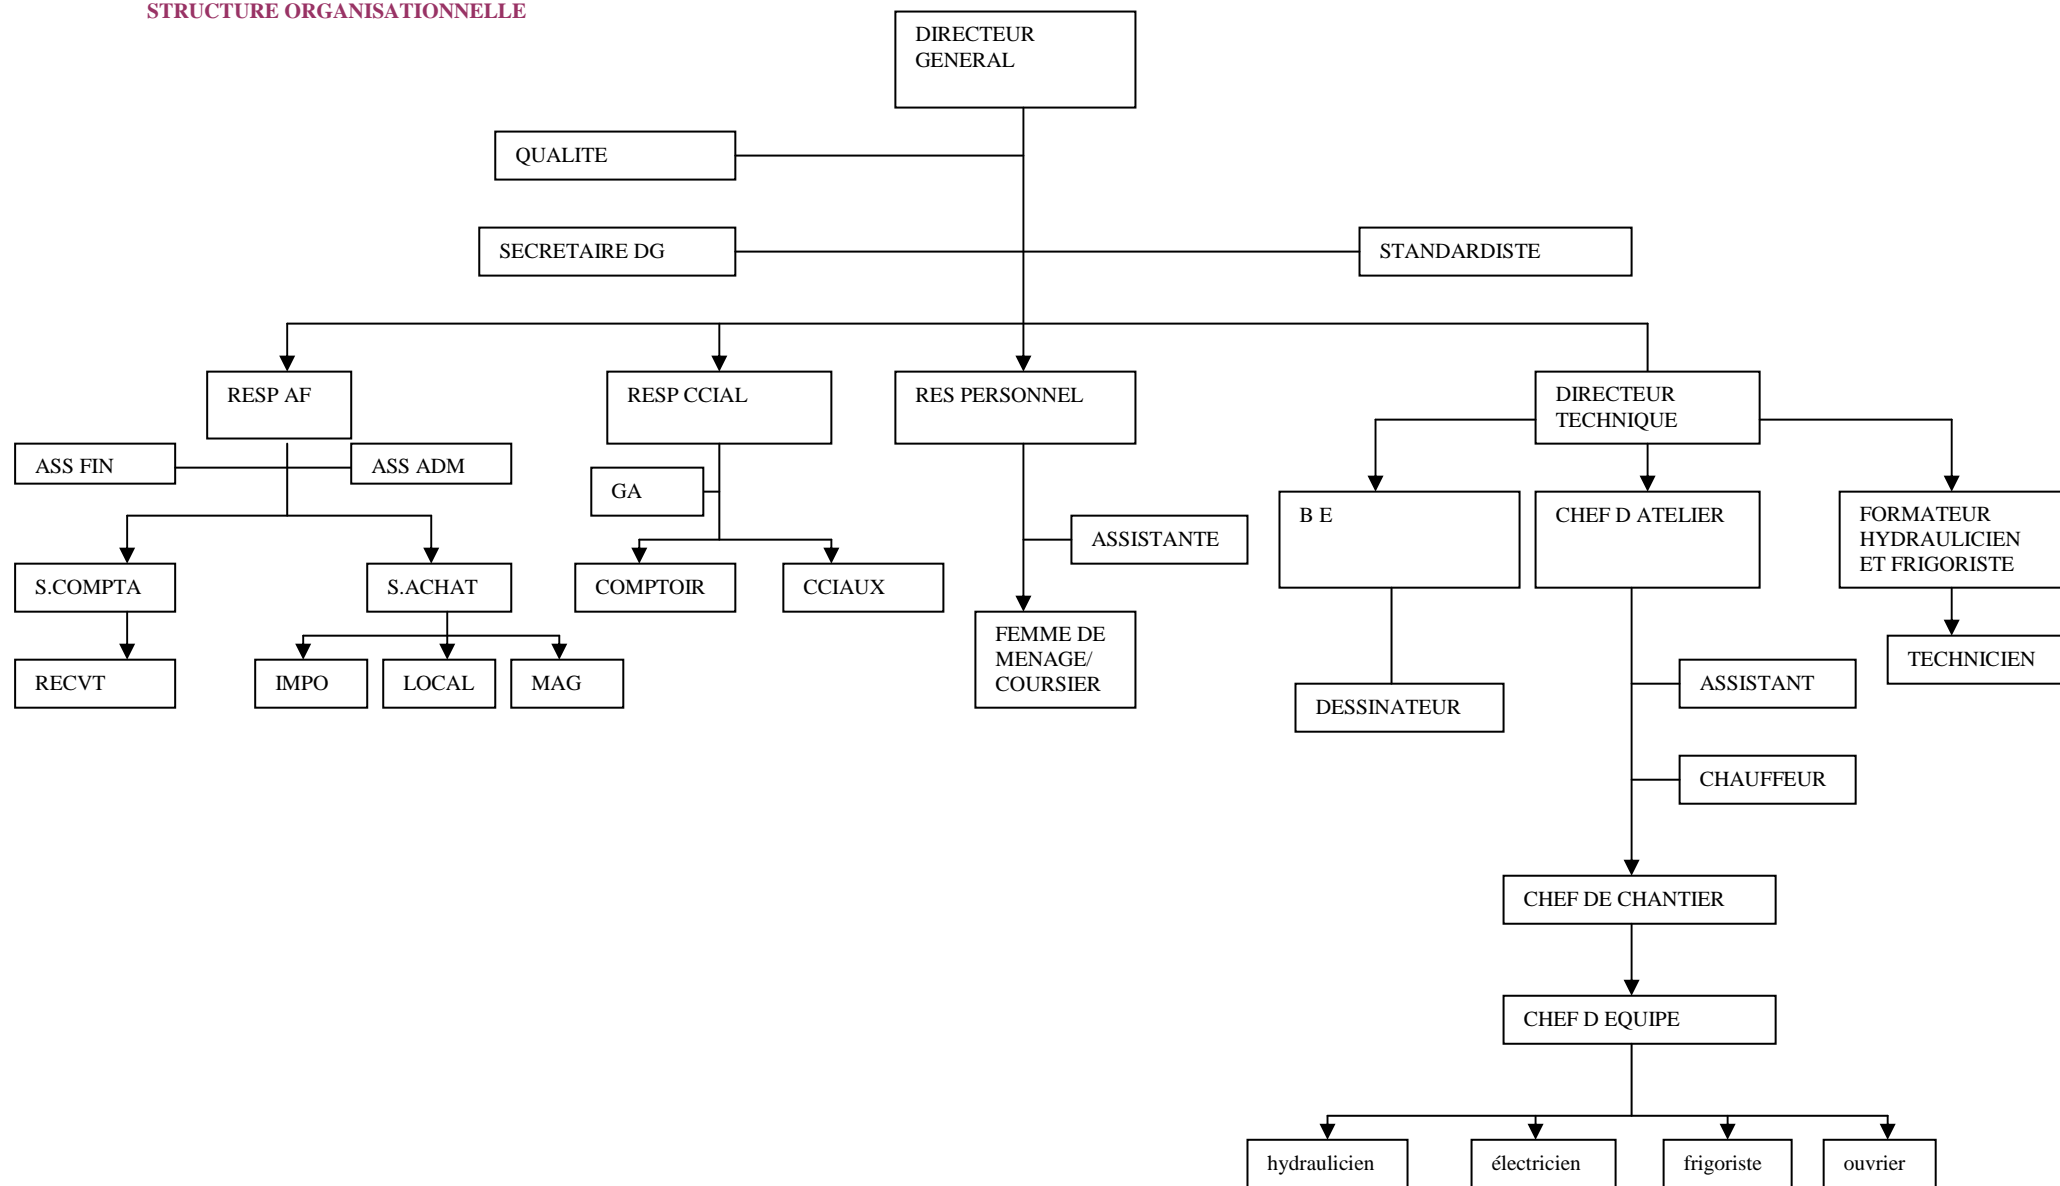 STRUCTURE ORGANISATIONNELLE
DIRECTEUR
GENERAL
QUALITE
SECRETAIRE DG
STANDARDISTE
RESP AF
RESP CCIAL
RES PERSONNEL
DIRECTEUR
TECHNIQUE
ASS FIN
ASS ADM
GA
B E
CHEF D ATELIER
FORMATEUR
HYDRAULICIEN
ET FRIGORISTE
ASSISTANTE
S.COMPTA
S.ACHAT
COMPTOIR
CCIAUX
FEMME DE
MENAGE/
COURSIER
TECHNICIEN
RECVT
IMPO
LOCAL
MAG
DESSINATEUR
ASSISTANT
CHAUFFEUR
CHEF DE CHANTIER
CHEF D EQUIPE
hydraulicien
électricien
frigoriste
ouvrier